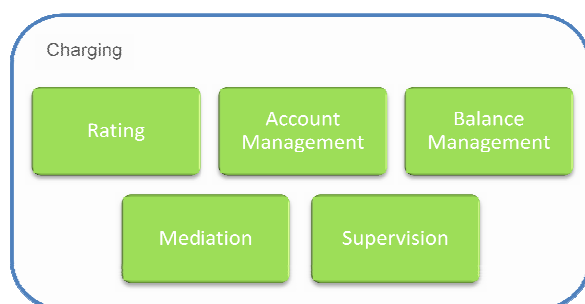 Charging
Rating
Account
Management
Balance
Management
Mediation
Supervision